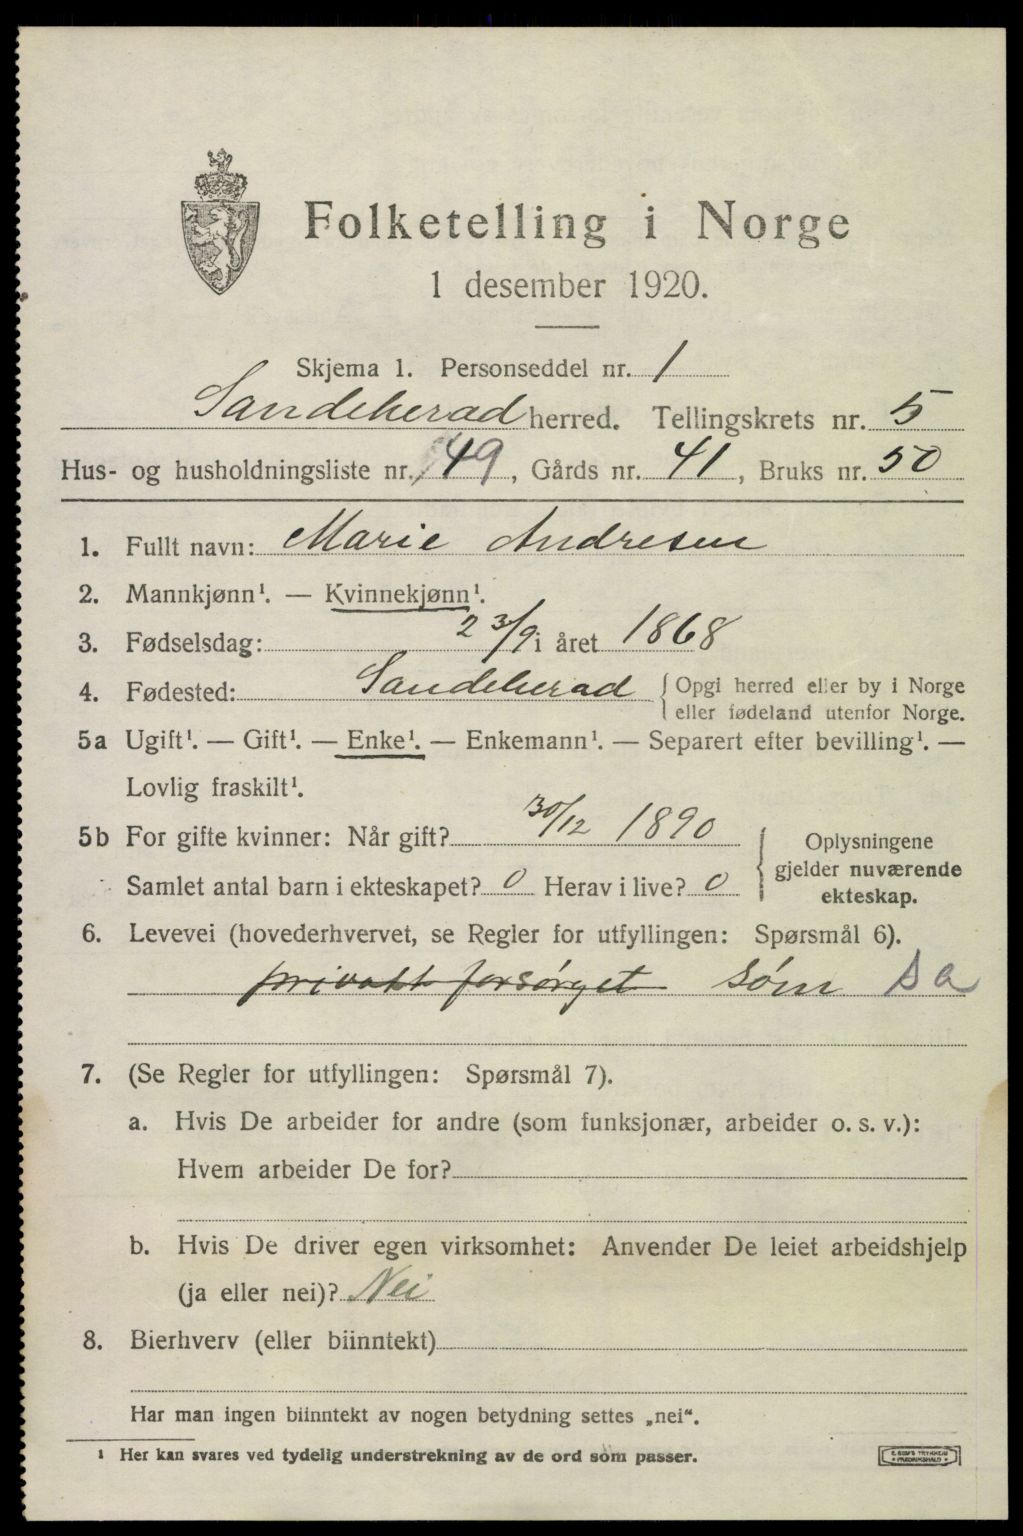 Folketelling i Norge
1 desember 1920.
Skjema 1. Personseddel nr. 1
Sandeherad herred. Tellingskrets nr. 5
Hus- og husholdningsliste nr. 149, Gårds nr. 41, Bruks nr. 50
1. Fullt navn: Marie Andresen
2. Mannkjønn¹. — Kvinnekjønn¹.
3. Fødselsdag: 23/9 i året 1868
4. Fødested: Sandeherad { Opgi herred eller by i Norge
eller fødeland utenfor Norge.
5a Ugift¹. — Gift¹. — Enke¹. — Enkemann¹. — Separert efter bevilling¹. —
Lovlig fraskilt¹.
5b For gifte kvinner: Når gift? 30/12 1890
Samlet antal barn i ekteskapet? 0 Herav i live? 0
Oplysningene
gjelder nuværende
ekteskap.
6. Levevei (hovederhvervet, se Regler for utfyllingen: Spørsmål 6).
privatt forsørget søm Sa
7. (Se Regler for utfyllingen: Spørsmål 7).
a. Hvis De arbeider for andre (som funksjonær, arbeider o. s. v.):
Hvem arbeider De for?
b. Hvis De driver egen virksomhet: Anvender De leiet arbeidshjelp
(ja eller nei)? Nei
8. Bierhverv (eller biinntekt)
Har man ingen biinntekt av nogen betydning settes „nei“.
¹ Her kan svares ved tydelig understrekning av de ord som passer.